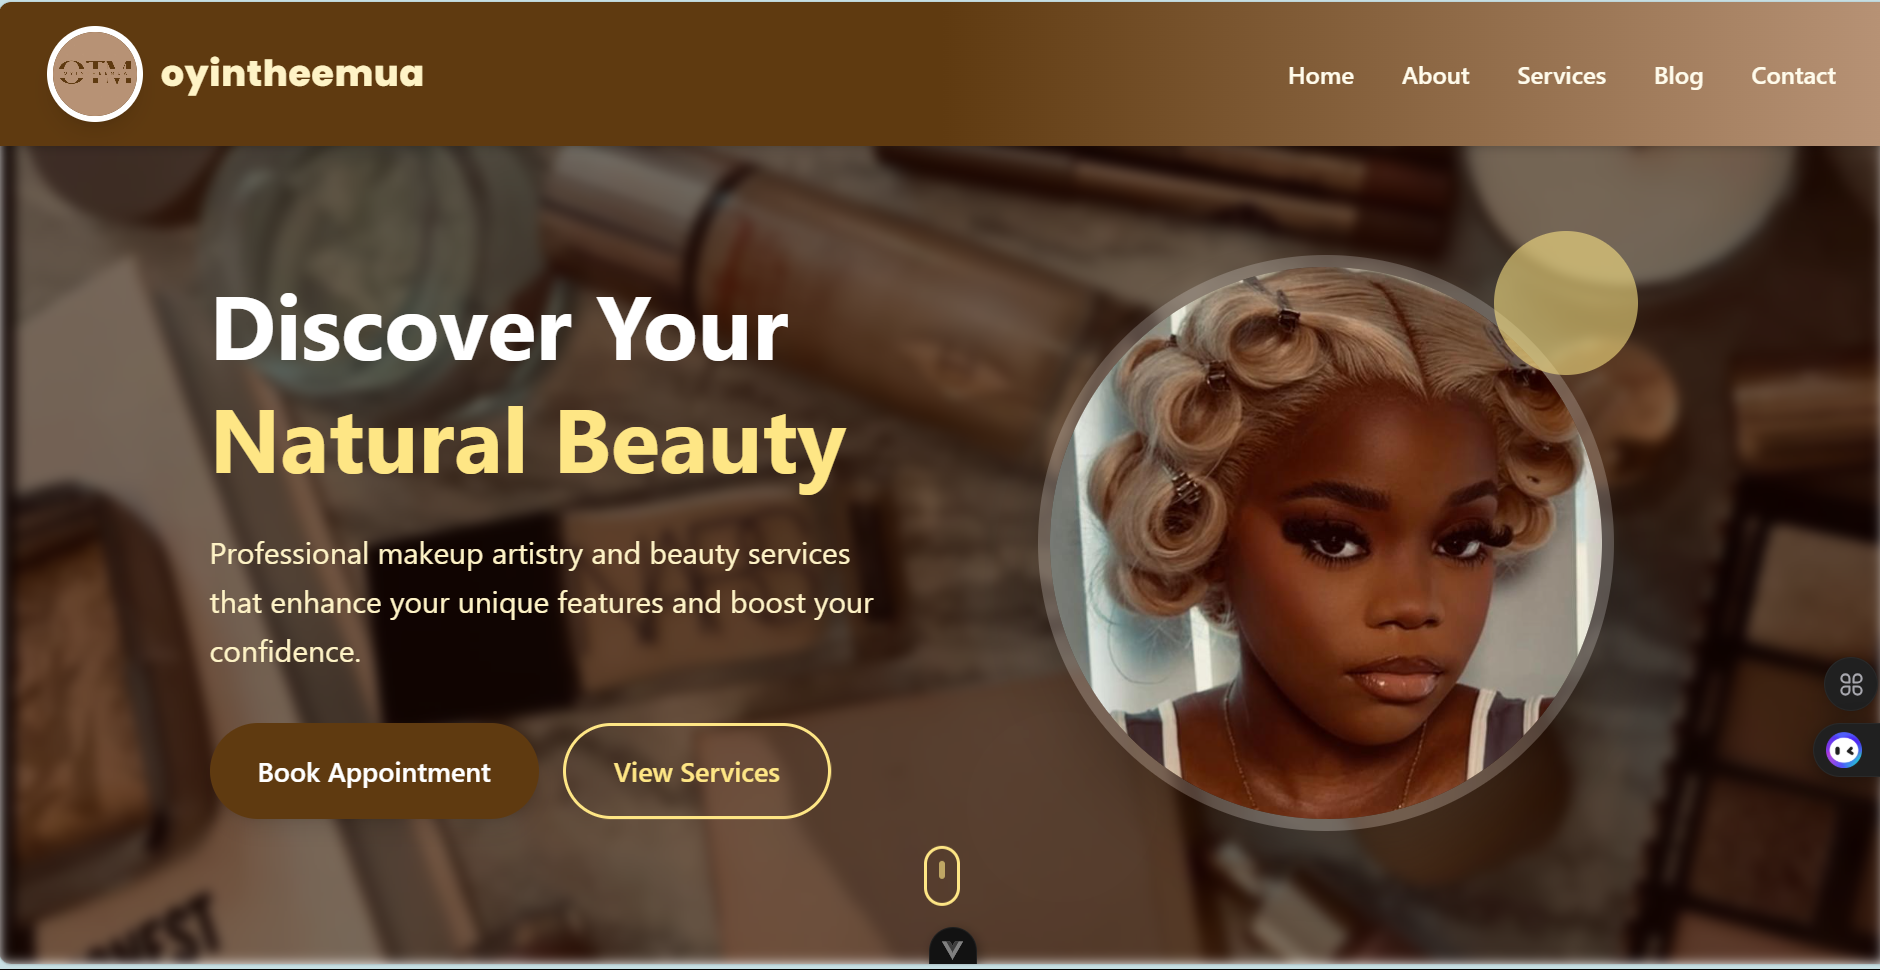 OTM
oyintheemua
Home About Services Blog Contact
Discover Your
Natural Beauty
Professional makeup artistry and beauty services
that enhance your unique features and boost your
confidence.
Book Appointment View Services